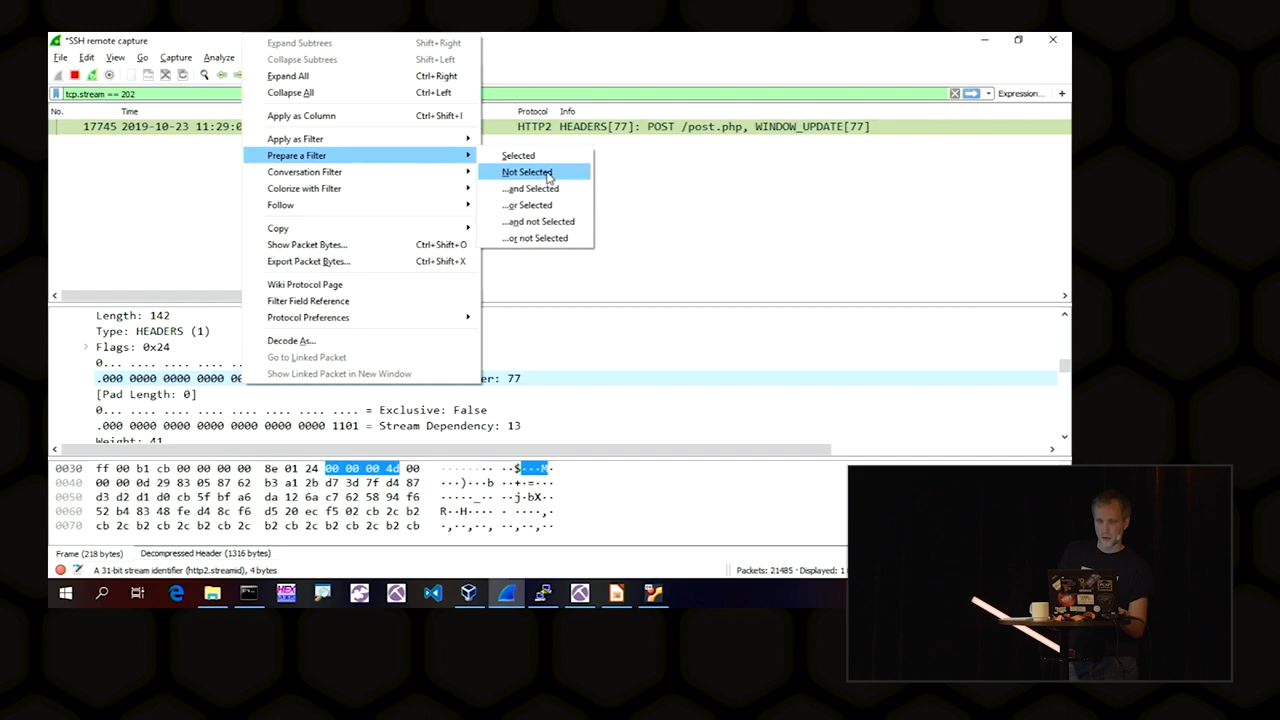 *SSH remote capture
File Edit View Go Capture Analyze
tcp.stream == 202
Expression...
+
No. Time Protocol Info
17745 2019-10-23 11:29:0 HTTP2 HEADERS[77]: POST /post.php, WINDOW_UPDATE[77]
Expand Subtrees Shift+Right
Collapse Subtrees Shift+Left
Expand All Ctrl+Right
Collapse All Ctrl+Left
Apply as Column Ctrl+Shift+I
Apply as Filter
Prepare a Filter
Conversation Filter
Colorize with Filter
Follow
Copy
Show Packet Bytes... Ctrl+Shift+O
Export Packet Bytes... Ctrl+Shift+X
Wiki Protocol Page
Filter Field Reference
Protocol Preferences
Decode As...
Go to Linked Packet
Show Linked Packet in New Window
Selected
Not Selected
...and Selected
...or Selected
...and not Selected
...or not Selected
Length: 142
Type: HEADERS (1)
Flags: 0x24
0... .... .... .... ....
.000 0000 0000 0000 00 er: 77
[Pad Length: 0]
0... .... .... .... .... .... .... .... = Exclusive: False
.000 0000 0000 0000 0000 0000 0000 1101 = Stream Dependency: 13
Weight: 41
0030 ff 00 b1 cb 00 00 00 00 8e 01 24 00 00 00 4d 00 ········ ··$···M·
0040 00 00 0d 29 83 05 87 62 b3 a1 2b d7 3d 7f d4 87 ···)···b ··+·=···
0050 d3 d2 d1 d0 cb 5f bf a6 da 12 6a c7 62 58 94 f6 ·····_·· ··j·bX··
0060 52 b4 83 48 fe d4 8c f6 d5 20 ec f5 02 cb 2c b2 R··H···· · ····,·
0070 cb 2c b2 cb 2c b2 cb 2c b2 cb 2c b2 cb 2c b2 cb ·,··,··, ··,··,··
Frame (218 bytes) Decompressed Header (1316 bytes)
A 31-bit stream identifier (http2.streamid), 4 bytes
Packets: 21485 · Displayed: 1
HEX